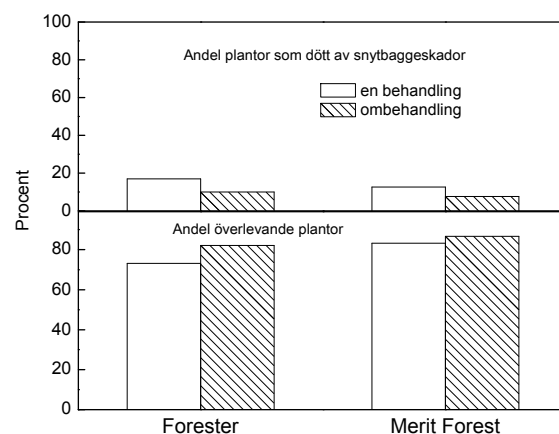 100
Andel plantor som dött av snytbaggeskador
80
en behandling
ombehandling
60
40
20
0
Procent
Andel överlevande plantor
80
60
40
20
0
Forester Merit Forest